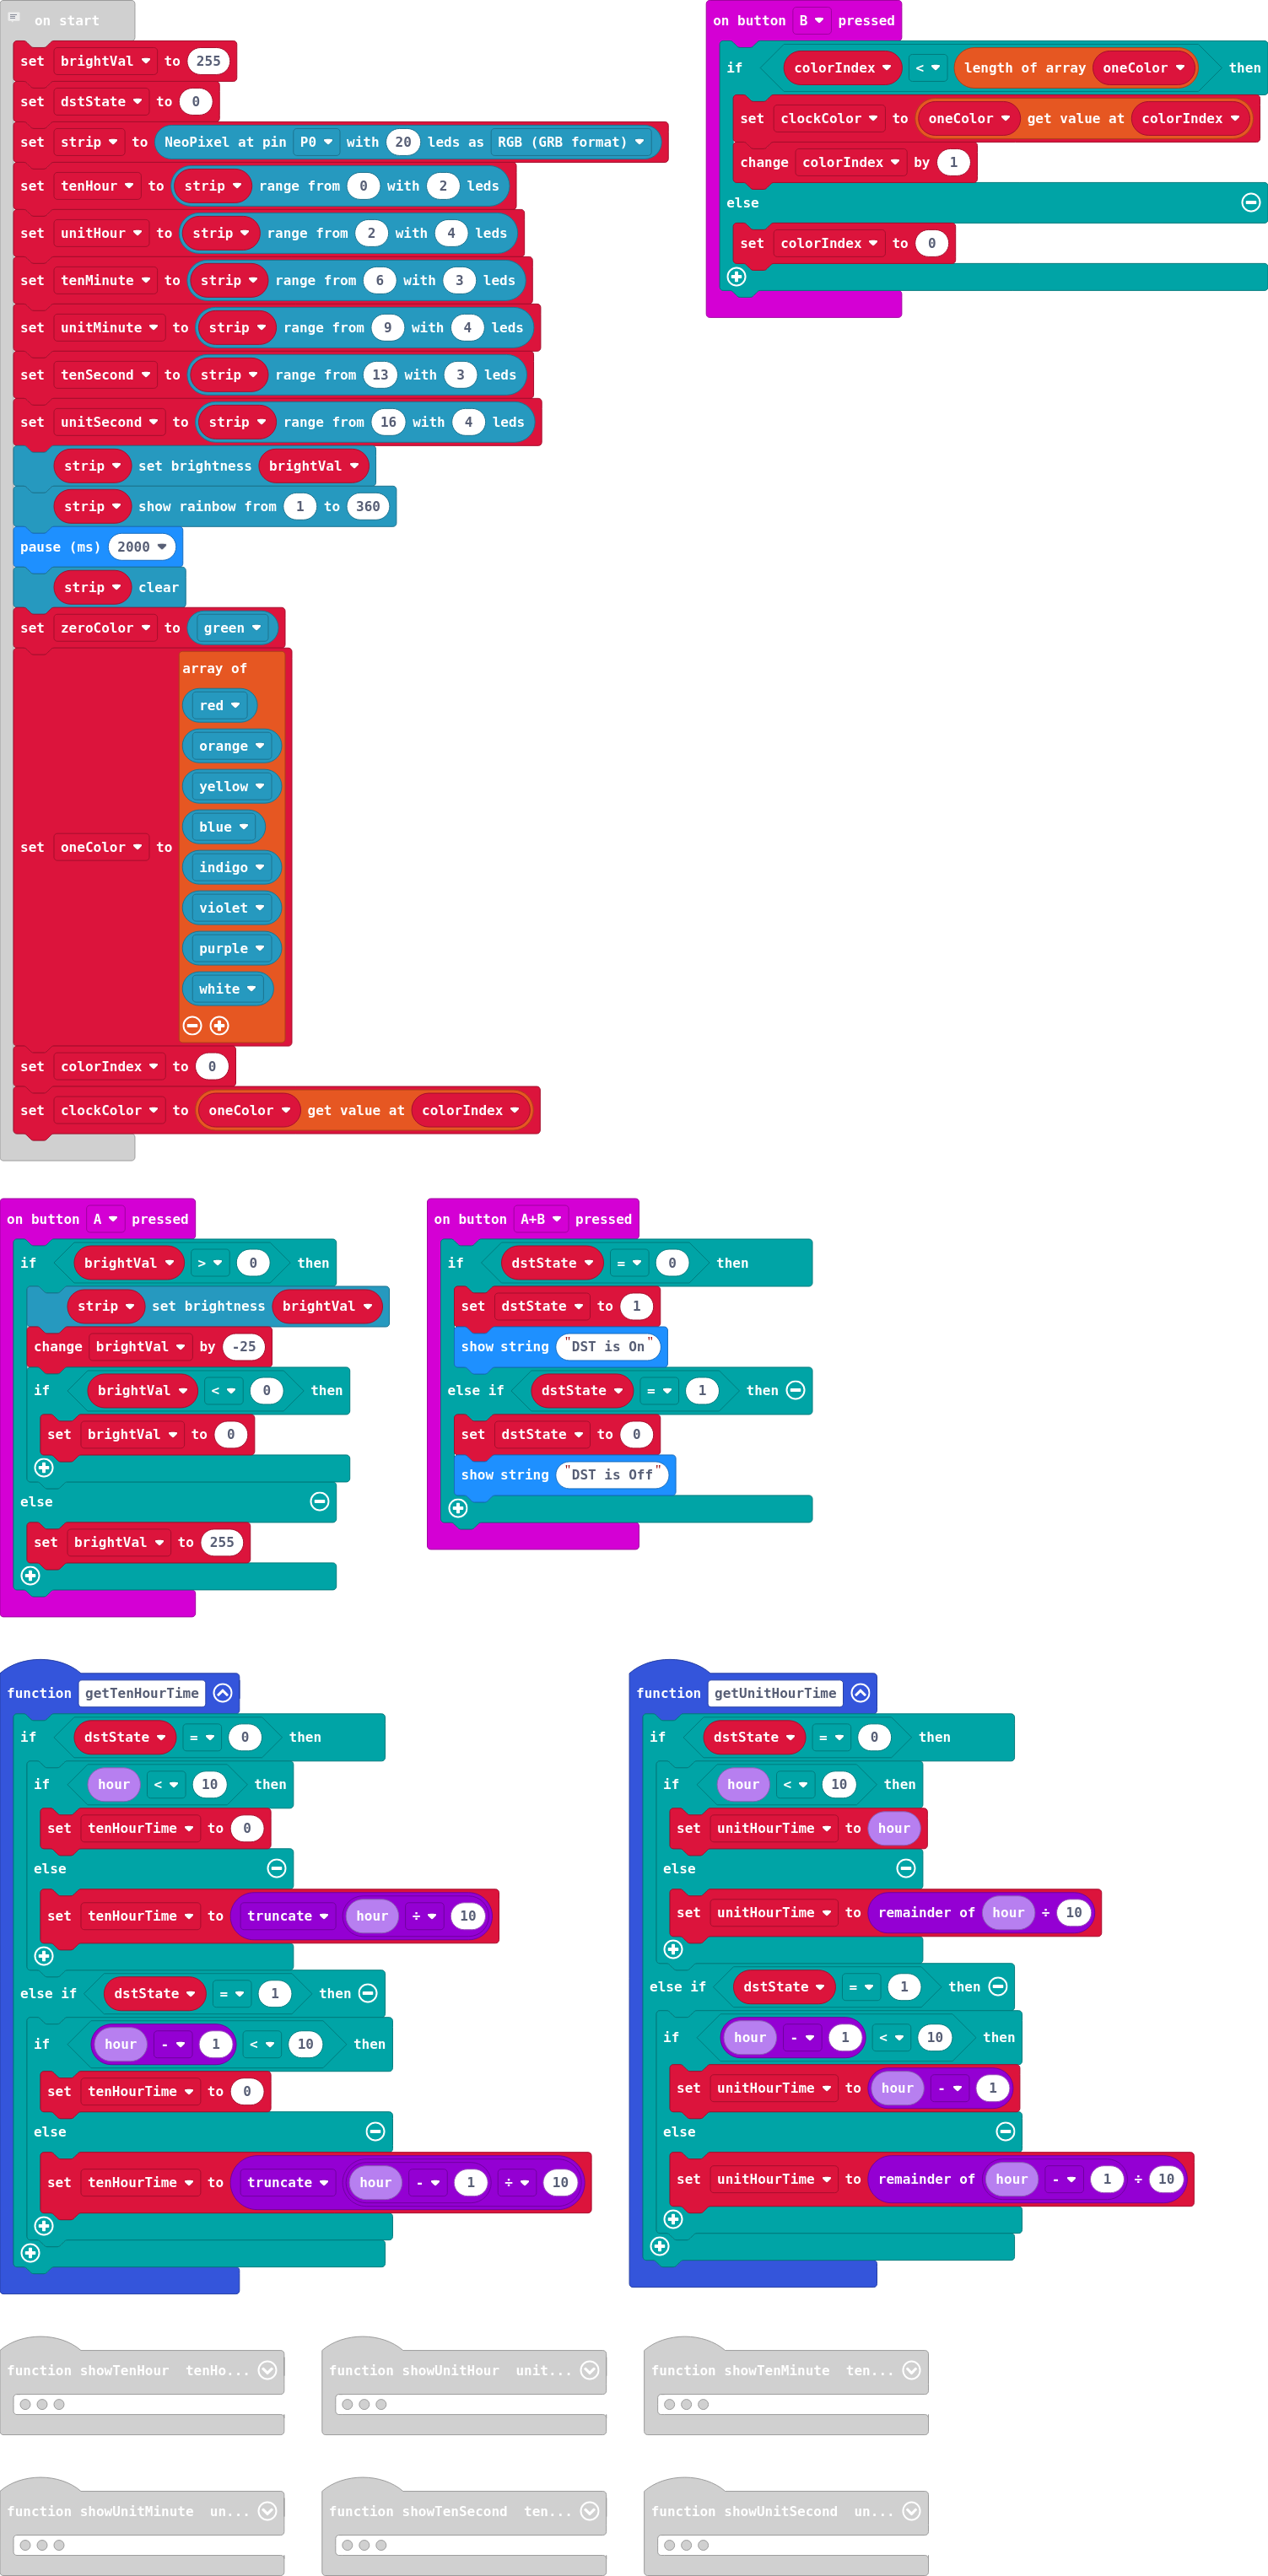 on start
set brightVal to 255
set dstState to 0
set strip to NeoPixel at pin P0 with 20 leds as RGB (GRB format)
set tenHour to strip range from 0 with 2 leds
set unitHour to strip range from 2 with 4 leds
set tenMinute to strip range from 6 with 3 leds
set unitMinute to strip range from 9 with 4 leds
set tenSecond to strip range from 13 with 3 leds
set unitSecond to strip range from 16 with 4 leds
strip set brightness brightVal
strip show rainbow from 1 to 360
pause (ms) 2000
strip clear
set zeroColor to green
set oneColor to array of
red
orange
yellow
blue
indigo
violet
purple
white
set colorIndex to 0
set clockColor to oneColor get value at colorIndex
on button B pressed
if colorIndex < length of array oneColor then
set clockColor to oneColor get value at colorIndex
change colorIndex by 1
else
set colorIndex to 0
on button A pressed
if brightVal > 0 then
strip set brightness brightVal
change brightVal by -25
if brightVal < 0 then
set brightVal to 0
else
set brightVal to 255
on button A+B pressed
if dstState = 0 then
set dstState to 1
show string "DST is On"
else if dstState = 1 then
set dstState to 0
show string "DST is Off"
function getTenHourTime
if dstState = 0 then
if hour < 10 then
set tenHourTime to 0
else
set tenHourTime to truncate hour ÷ 10
else if dstState = 1 then
if hour - 1 < 10 then
set tenHourTime to 0
else
set tenHourTime to truncate hour - 1 ÷ 10
function getUnitHourTime
if dstState = 0 then
if hour < 10 then
set unitHourTime to hour
else
set unitHourTime to remainder of hour ÷ 10
else if dstState = 1 then
if hour - 1 < 10 then
set unitHourTime to hour - 1
else
set unitHourTime to remainder of hour - 1 ÷ 10
function showTenHour tenHo...
function showUnitHour unit...
function showTenMinute ten...
function showUnitMinute un...
function showTenSecond ten...
function showUnitSecond un...